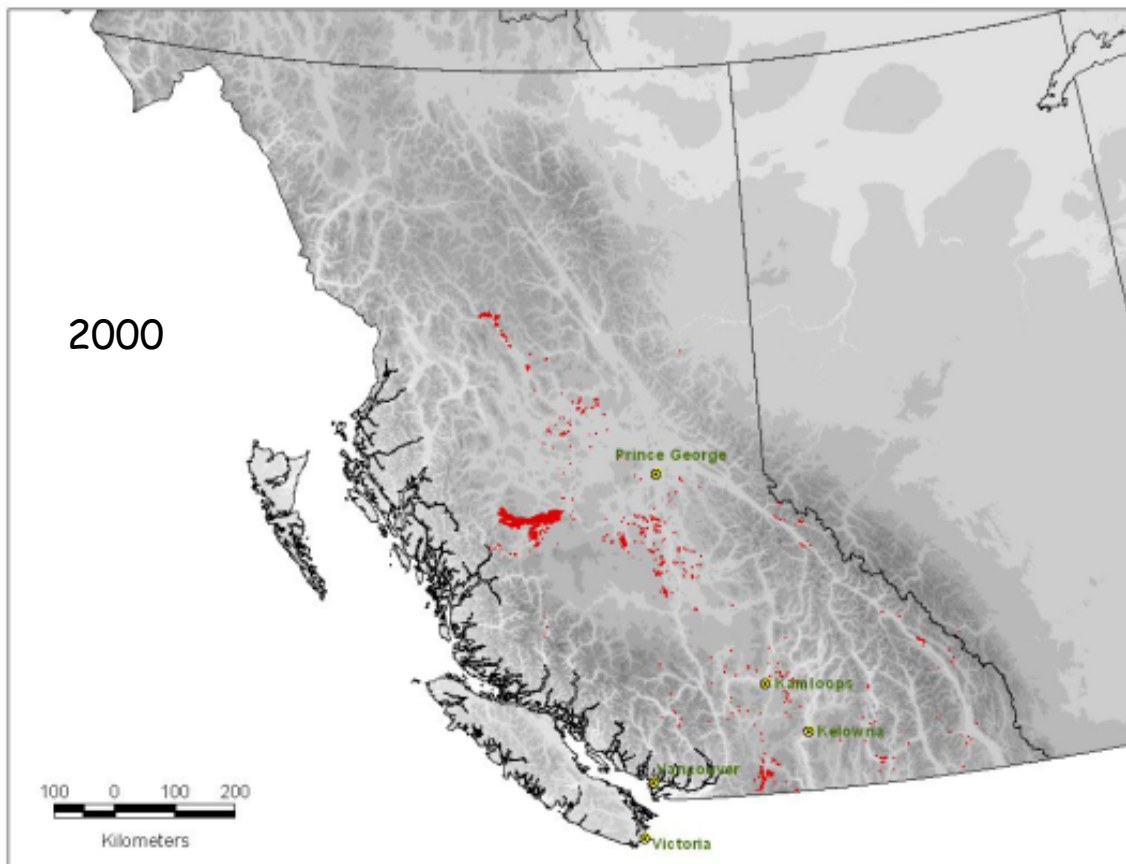 2000
Prince George
Kamloops
Kelowna
Vancouver
Victoria
100 0 100 200
Kilometers